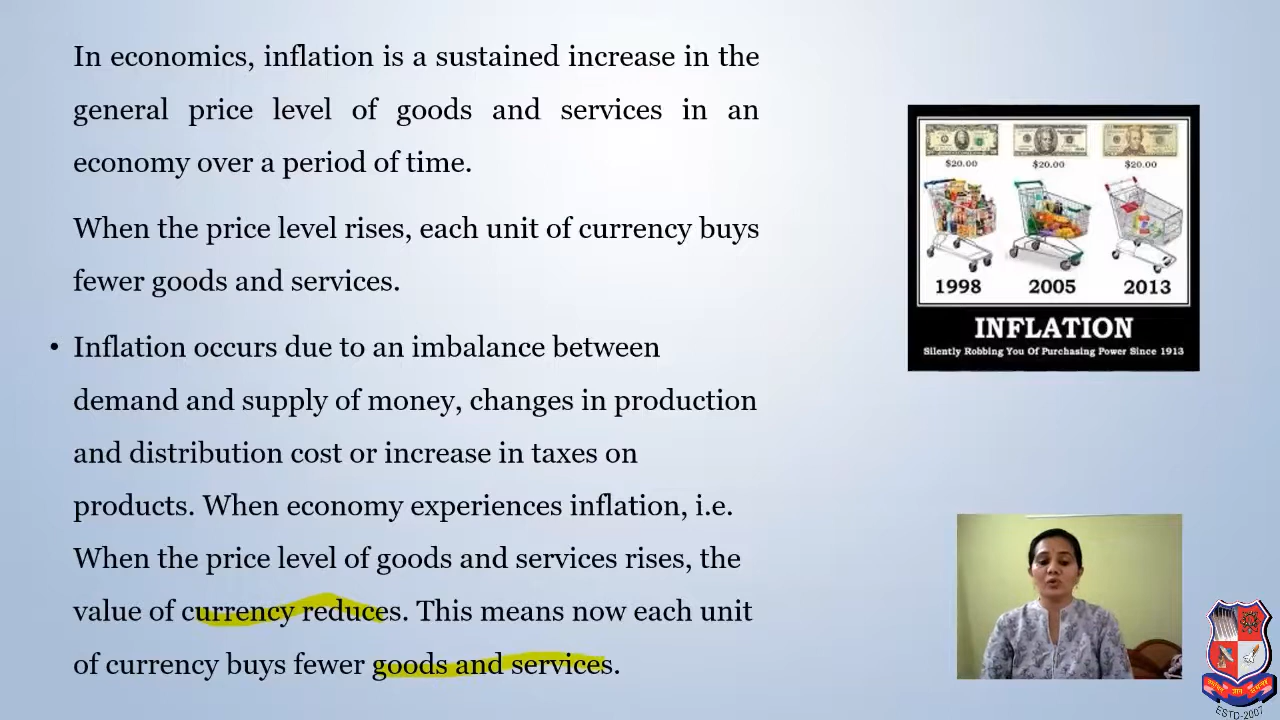 In economics, inflation is a sustained increase in the
general price level of goods and services in an
economy over a period of time.
When the price level rises, each unit of currency buys
fewer goods and services.
• Inflation occurs due to an imbalance between
demand and supply of money, changes in production
and distribution cost or increase in taxes on
products. When economy experiences inflation, i.e.
When the price level of goods and services rises, the
value of currency reduces. This means now each unit
of currency buys fewer goods and services.
$20.00 $20.00 $20.00
1998 2005 2013
INFLATION
Silently Robbing You Of Purchasing Power Since 1913
ESTD-2007